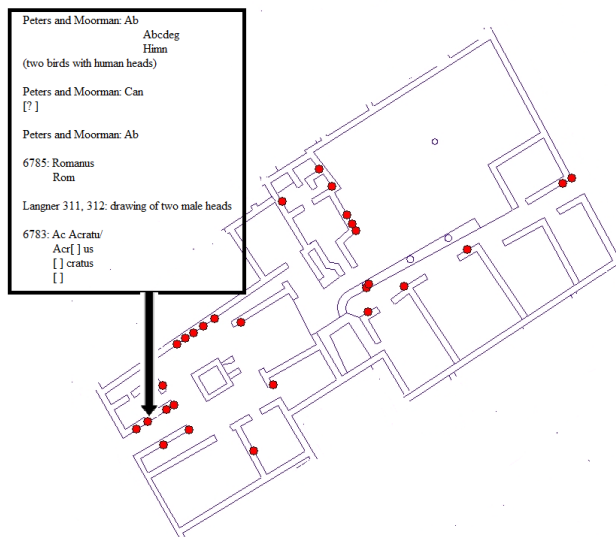 Peters and Moorman: Ab
Abcdeg
Himn
(two birds with human heads)
Peters and Moorman: Can
[? ]
Peters and Moorman: Ab
6785: Romanus
Rom
Langner 311, 312: drawing of two male heads
6783: Ac Acratu/
Acr[ ] us
[ ] cratus
[ ]